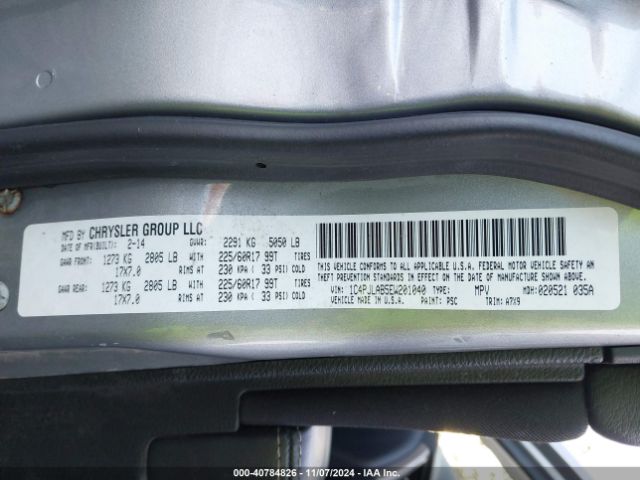 MFD BY CHRYSLER GROUP LLC
DATE OF MFR(BUILT): 2-14 GVWR: 2291 KG 5050 LB
GAWR FRONT: 1273 KG 2805 LB WITH 225/60R17 99T TIRES
17X7.0 RIMS AT 230 KPA ( 33 PSI) COLD
GAWR REAR: 1273 KG 2805 LB WITH 225/60R17 99T TIRES
17X7.0 RIMS AT 230 KPA ( 33 PSI) COLD
THIS VEHICLE CONFORMS TO ALL APPLICABLE U.S.A. FEDERAL MOTOR VEHICLE SAFETY AN
THEFT PREVENTION STANDARDS IN EFFECT ON THE DATE OF MANUFACTURE SHOWN ABOVE.
VIN: 1C4PJLAB5EW201040 TYPE: MPV MDH:020521 035A
VEHICLE MADE IN U.S.A. PAINT: PSC TRIM: A7X9
000-40784826 - 11/07/2024 - IAA Inc.